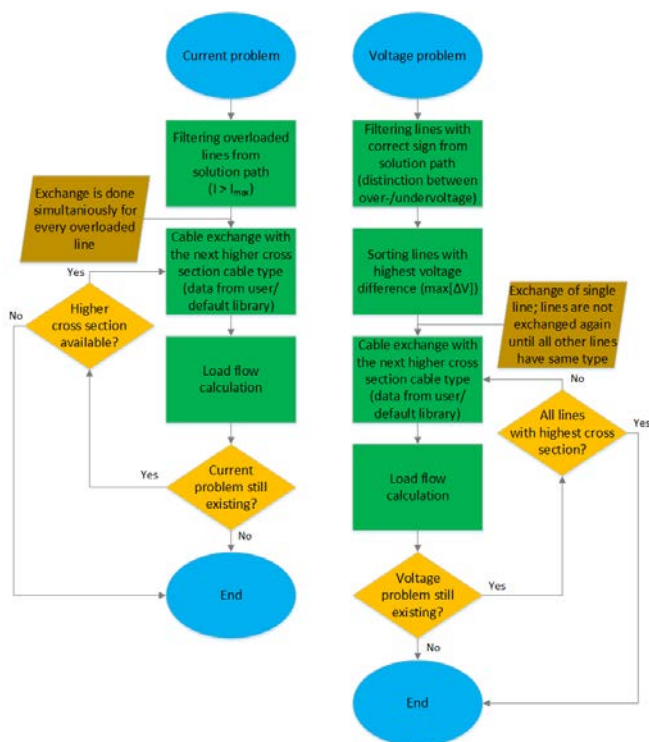 Current problem
Filtering overloaded
lines from
solution path
(I > Imax)
Exchange is done
simultaniously for
every overloaded
line
Cable exchange with
the next higher cross
section cable type
(data from user/
default library)
Yes
No
Higher
cross section
available?
Load flow
calculation
Yes
Current
problem still
existing?
No
End
Voltage problem
Filtering lines with
correct sign from
solution path
(distinction between
over-/undervoltage)
Sorting lines with
highest voltage
difference (max[ΔV])
Exchange of single
line; lines are not
exchanged again
until all other lines
have same type
Cable exchange with
the next higher cross
section cable type
(data from user/
default library)
No
All lines
with highest cross
section?
Yes
Load flow
calculation
Voltage
problem still
existing?
Yes
No
End